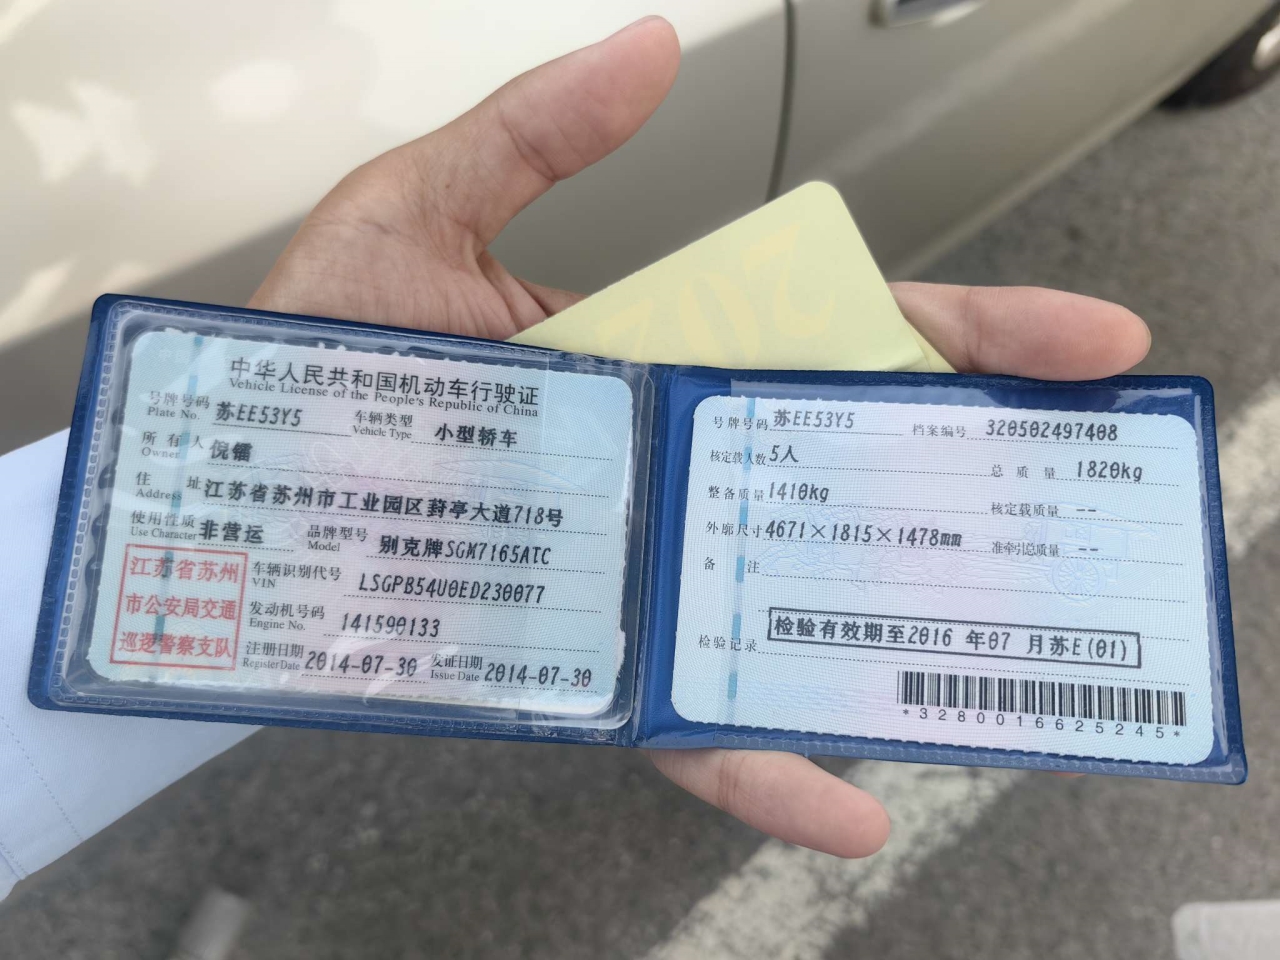 中华人民共和国机动车行驶证
Vehicle License of the People's Republic of China
号牌号码 苏EE53Y5 车辆类型 小型轿车
Plate No. Vehicle Type
所有人 倪镭
Owner
住址 江苏省苏州市工业园区葑亭大道718号
Address
使用性质 非营运 品牌型号 别克牌SGM7165ATC
Use Character Model
江苏省苏州
市公安局交通
巡逻警察支队
车辆识别代号 LSGPB54U0ED230077
VIN
发动机号码 141590133
Engine No.
注册日期 2014-07-30 发证日期 2014-07-30
Register Date Issue Date
号牌号码 苏EE53Y5 档案编号 320502497408
核定载人数 5人 总质量 1820kg
整备质量 1410kg 核定载质量 --
外廓尺寸 4671×1815×1478mm 准牵引总质量 --
备注
检验记录 检验有效期至2016 年07 月苏E(01)
*3280016625245*